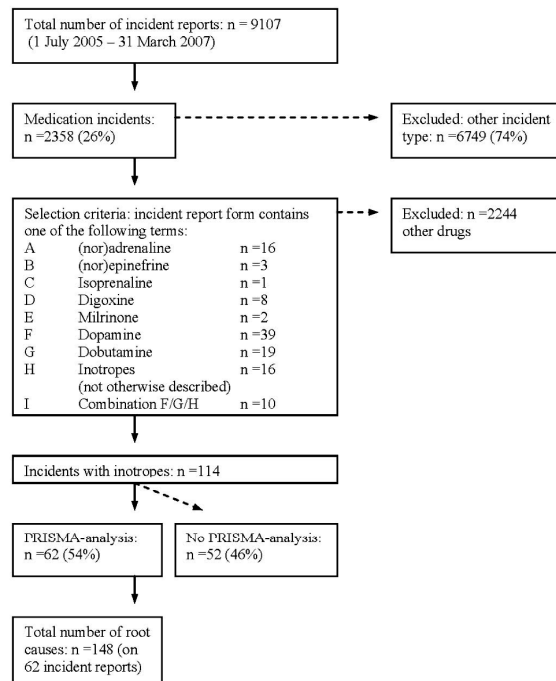 Total number of incident reports: n = 9107
(1 July 2005 – 31 March 2007)
Medication incidents:
n =2358 (26%)
Excluded: other incident
type: n =6749 (74%)
Selection criteria: incident report form contains
one of the following terms:
A (nor)adrenaline n =16
B (nor)epinefrine n =3
C Isoprenaline n =1
D Digoxine n =8
E Milrinone n =2
F Dopamine n =39
G Dobutamine n =19
H Inotropes n =16
(not otherwise described)
I Combination F/G/H n =10
Excluded: n =2244
other drugs
Incidents with inotropes: n =114
PRISMA-analysis:
n =62 (54%)
No PRISMA-analysis:
n =52 (46%)
Total number of root
causes: n =148 (on
62 incident reports)